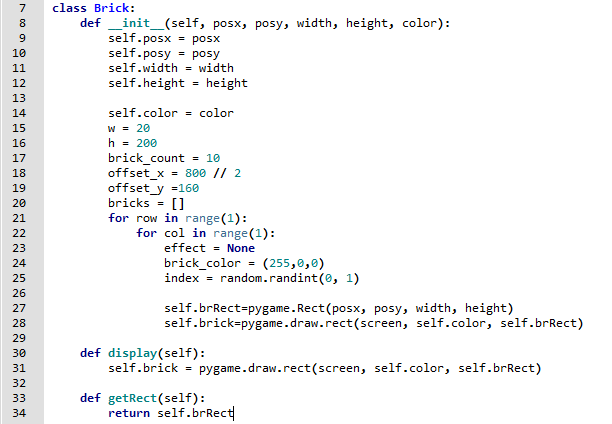 7 class Brick:
8     def __init__(self, posx, posy, width, height, color):
9         self.posx = posx
10         self.posy = posy
11         self.width = width
12         self.height = height
13
14         self.color = color
15         w = 20
16         h = 200
17         brick_count = 10
18         offset_x = 800 // 2
19         offset_y =160
20         bricks = []
21         for row in range(1):
22             for col in range(1):
23                 effect = None
24                 brick_color = (255,0,0)
25                 index = random.randint(0, 1)
26
27                 self.brRect=pygame.Rect(posx, posy, width, height)
28                 self.brick=pygame.draw.rect(screen, self.color, self.brRect)
29
30     def display(self):
31         self.brick = pygame.draw.rect(screen, self.color, self.brRect)
32
33     def getRect(self):
34         return self.brRect